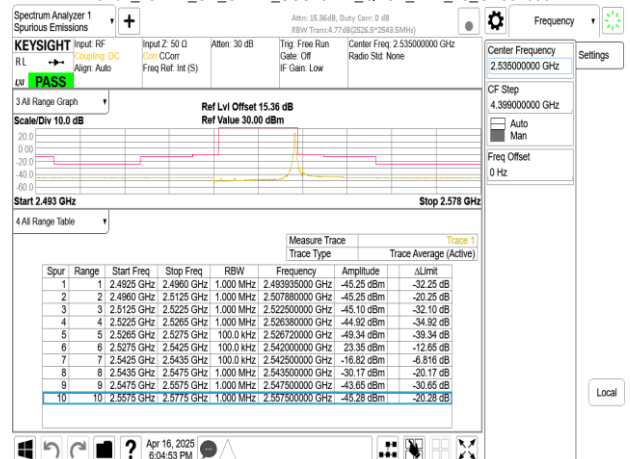 Spectrum Analyzer 1
Spurious Emissions
Attn: 15.36dB, Duty Corr: 0 dB
RBW Trans:4.77dB(2526.5~2543.5MHz)
Frequency
KEYSIGHT
Input: RF
Coupling: DC
Align: Auto
Input Z: 50 Ω
Corr CCorr
Freq Ref: Int (S)
Atten: 30 dB
Trig: Free Run
Gate: Off
IF Gain: Low
Center Freq: 2.535000000 GHz
Radio Std: None
RL
LXI
PASS
Center Frequency
2.535000000 GHz
Settings
CF Step
4.399000000 GHz
Auto
Man
Freq Offset
0 Hz
3 All Range Graph
Scale/Div 10.0 dB
Ref Lvl Offset 15.36 dB
Ref Value 30.00 dBm
20.0
0.00
-20.0
-40.0
-60.0
Start 2.493 GHz
Stop 2.578 GHz
4 All Range Table
Measure Trace Trace 1
Trace Type Trace Average (Active)
Spur Range Start Freq Stop Freq RBW Frequency Amplitude ΔLimit
1 1 2.4925 GHz 2.4960 GHz 1.000 MHz 2.493935000 GHz -45.25 dBm -32.25 dB
2 2 2.4960 GHz 2.5125 GHz 1.000 MHz 2.507880000 GHz -45.25 dBm -20.25 dB
3 3 2.5125 GHz 2.5225 GHz 1.000 MHz 2.522500000 GHz -45.10 dBm -32.10 dB
4 4 2.5225 GHz 2.5265 GHz 1.000 MHz 2.526380000 GHz -44.92 dBm -34.92 dB
5 5 2.5265 GHz 2.5275 GHz 100.0 kHz 2.526720000 GHz -49.34 dBm -39.34 dB
6 6 2.5275 GHz 2.5425 GHz 100.0 kHz 2.542000000 GHz 23.35 dBm -12.65 dB
7 7 2.5425 GHz 2.5435 GHz 100.0 kHz 2.542500000 GHz -16.82 dBm -6.816 dB
8 8 2.5435 GHz 2.5475 GHz 1.000 MHz 2.543500000 GHz -30.17 dBm -20.17 dB
9 9 2.5475 GHz 2.5575 GHz 1.000 MHz 2.547500000 GHz -43.65 dBm -30.65 dB
10 10 2.5575 GHz 2.5775 GHz 1.000 MHz 2.557500000 GHz -45.28 dBm -20.28 dB
Local
Apr 16, 2025
6:04:53 PM